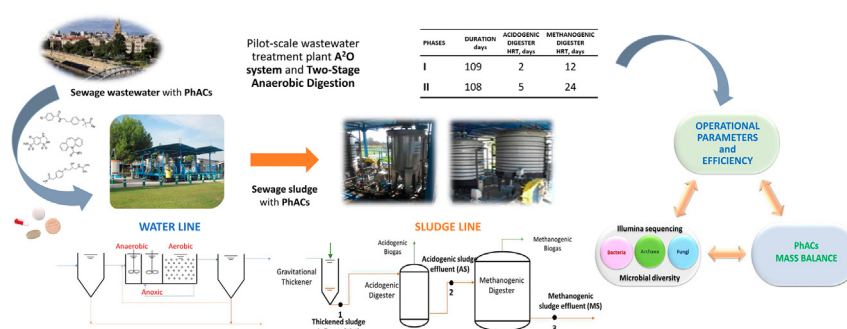 Pilot-scale wastewater
treatment plant A²O
system and Two-Stage
Anaerobic Digestion
PHASES
DURATION
days
ACIDOGENIC
DIGESTER
HRT, days
METHANOGENIC
DIGESTER
HRT, days
I 109 2 12
II 108 5 24
Sewage wastewater with PhACs
Sewage sludge
with PhACs
OPERATIONAL
PARAMETERS
and
EFFICIENCY
Illumina sequencing
Bacteria
Archaea
Fungi
Microbial diversity
PhACs
MASS BALANCE
WATER LINE
Anaerobic
Aerobic
Anoxic
SLUDGE LINE
Gravitational
Thickener
1
Thickened sludge
Acidogenic
Biogas
Acidogenic
Digester
Acidogenic sludge
effluent (AS)
2
Methanogenic
Biogas
Methanogenic
Digester
Methanogenic
sludge effluent (MS)
3